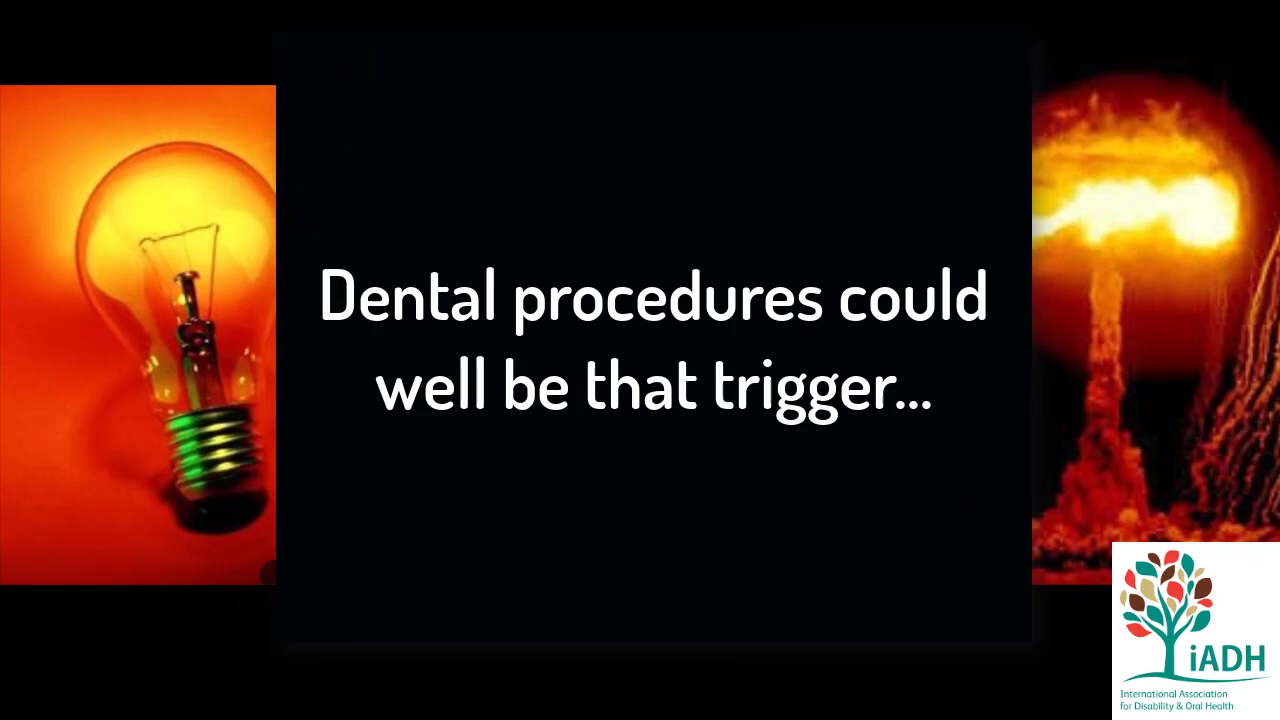 Dental procedures could
well be that trigger...
iADH
International Association
for Disability & Oral Health